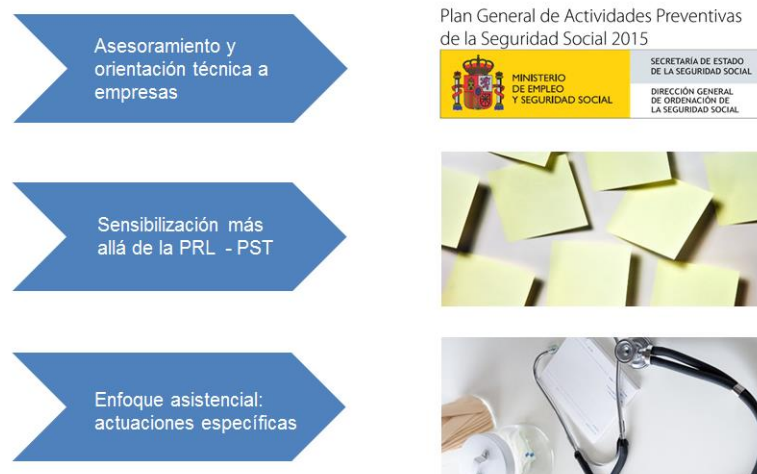 Asesoramiento y
orientación técnica a
empresas
Plan General de Actividades Preventivas
de la Seguridad Social 2015
MINISTERIO
DE EMPLEO
Y SEGURIDAD SOCIAL
SECRETARÍA DE ESTADO
DE LA SEGURIDAD SOCIAL
DIRECCIÓN GENERAL
DE ORDENACIÓN DE
LA SEGURIDAD SOCIAL
Sensibilización más
allá de la PRL - PST
Enfoque asistencial:
actuaciones específicas